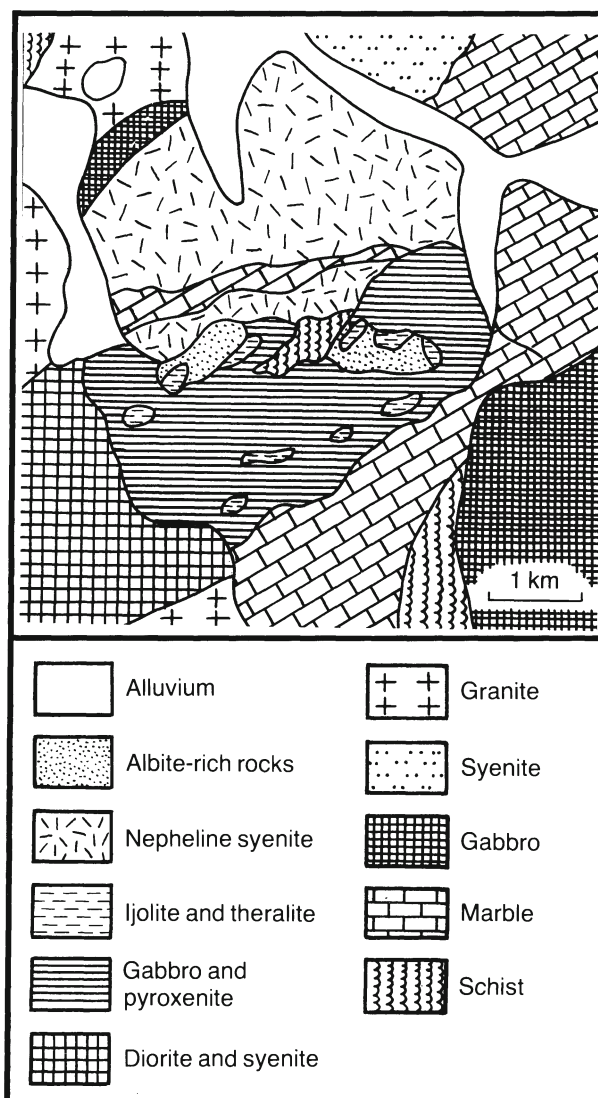 1 km
Alluvium
Albite-rich rocks
Nepheline syenite
Ijolite and theralite
Gabbro and
pyroxenite
Diorite and syenite
Granite
Syenite
Gabbro
Marble
Schist